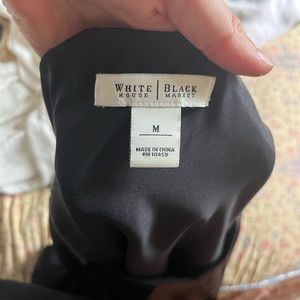 WHITE | BLACK
HOUSE | MARKET
M
MADE IN CHINA
RN 111459